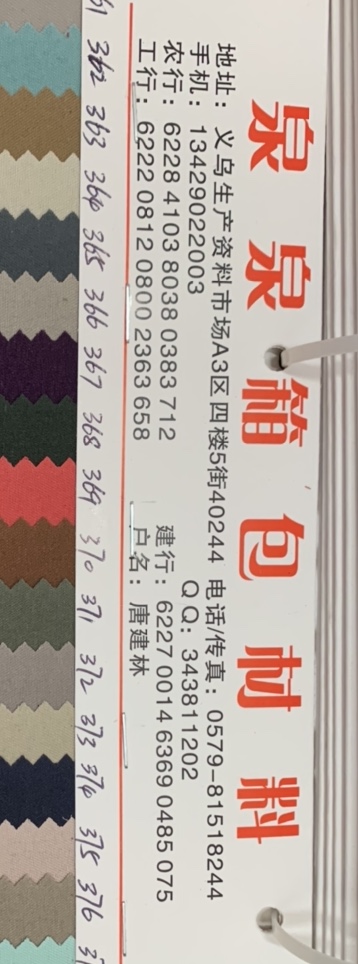 泉泉箱包材料
地址：义乌生产资料市场A3区四楼5街40244 电话/传真：0579-81518244
手机：13429022003 QQ：343811202
农行：6228 4103 8038 0383 712 建行：6227 0014 6369 0485 075
工行：6222 0812 0800 2363 658 户名：唐建林
362 363 364 365 366 367 368 369 370 371 372 373 374 375 376